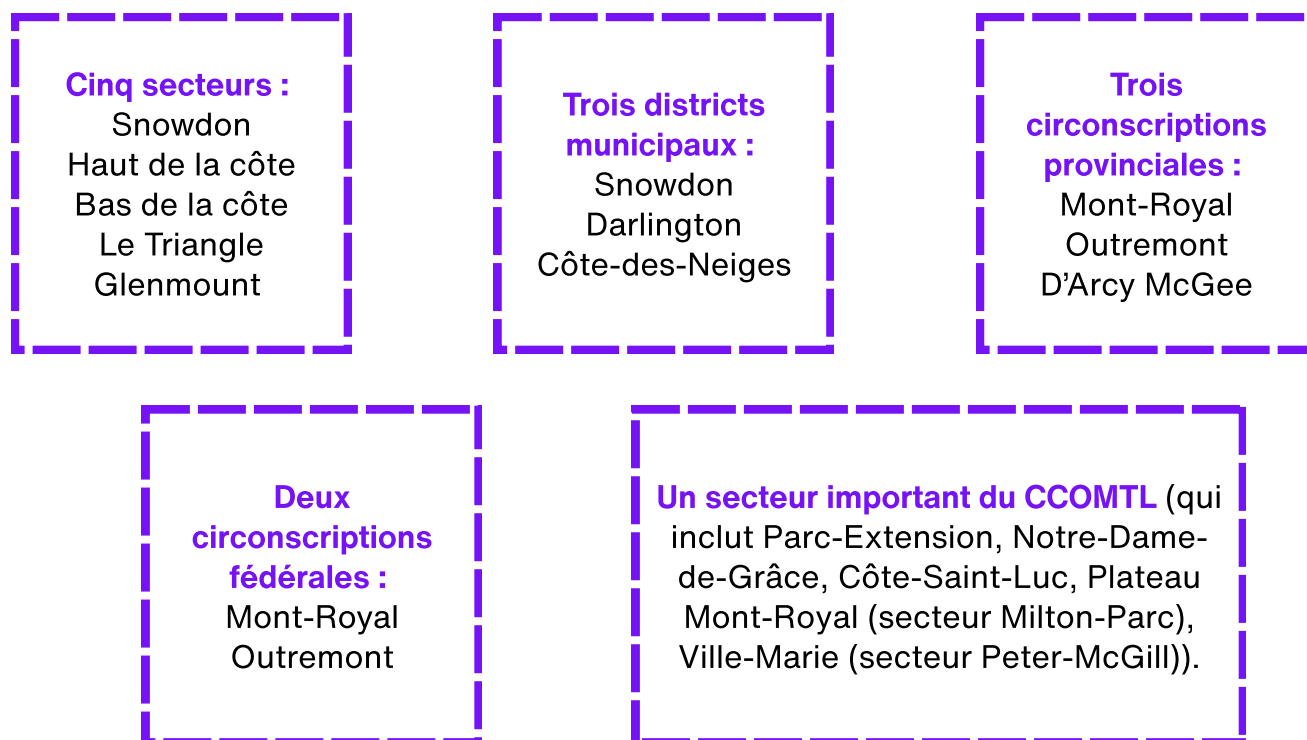 Cinq secteurs :
Snowdon
Haut de la côte
Bas de la côte
Le Triangle
Glenmount
Trois districts
municipaux :
Snowdon
Darlington
Côte-des-Neiges
Trois
circonscriptions
provinciales :
Mont-Royal
Outremont
D’Arcy McGee
Deux
circonscriptions
fédérales :
Mont-Royal
Outremont
Un secteur important du CCOMTL (qui
inclut Parc-Extension, Notre-Dame-
de-Grâce, Côte-Saint-Luc, Plateau
Mont-Royal (secteur Milton-Parc),
Ville-Marie (secteur Peter-McGill)).